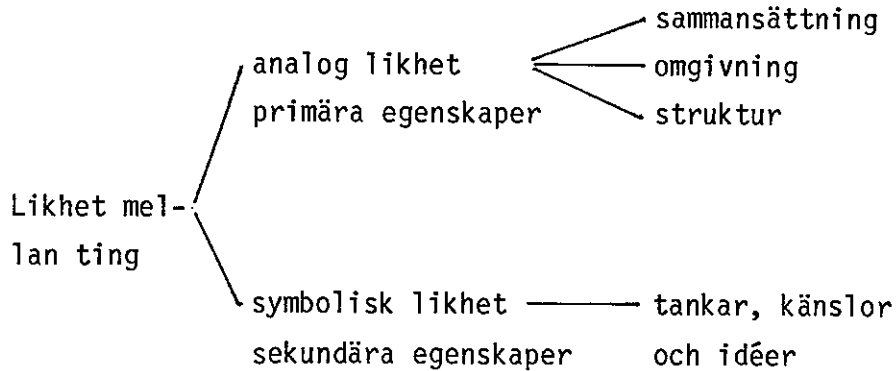 sammansättning
analog likhet
omgivning
primära egenskaper
struktur
Likhet mel-
lan ting
symbolisk likhet
tankar, känslor
sekundära egenskaper
och idéer